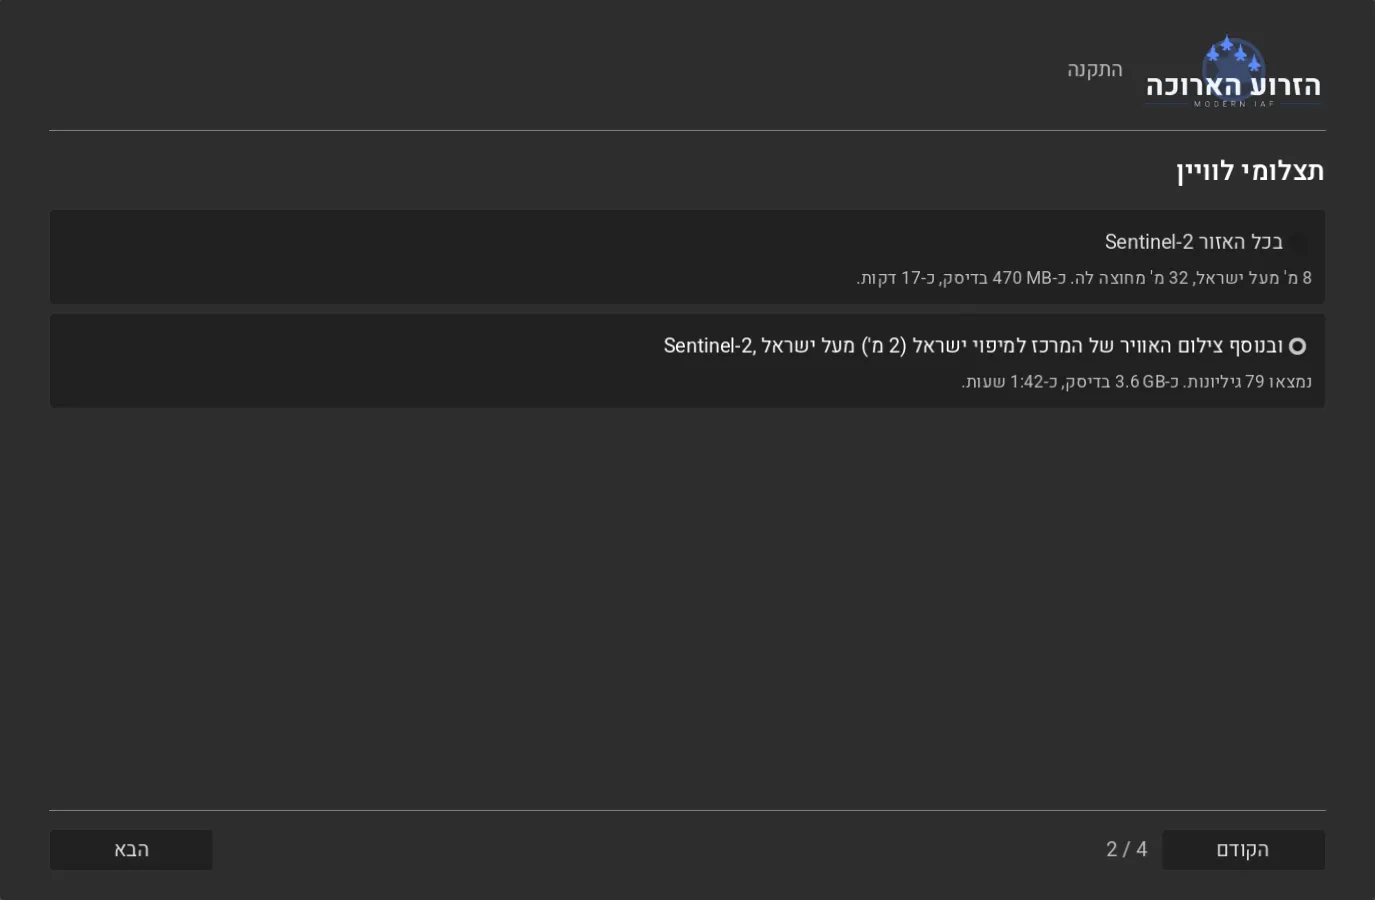 הזרוע הארוכה
MODERN IAF
התקנה
תצלומי לוויין
Sentinel-2 בכל האזור
8 מ' מעל ישראל, 32 מ' מחוצה לה. כ-470 MB בדיסק, כ-17 דקות.
Sentinel-2, ובנוסף צילום האוויר של המרכז למיפוי ישראל (2 מ') מעל ישראל
נמצאו 79 גיליונות. כ-3.6 GB בדיסק, כ-1:42 שעות.
הקודם
2 / 4
הבא